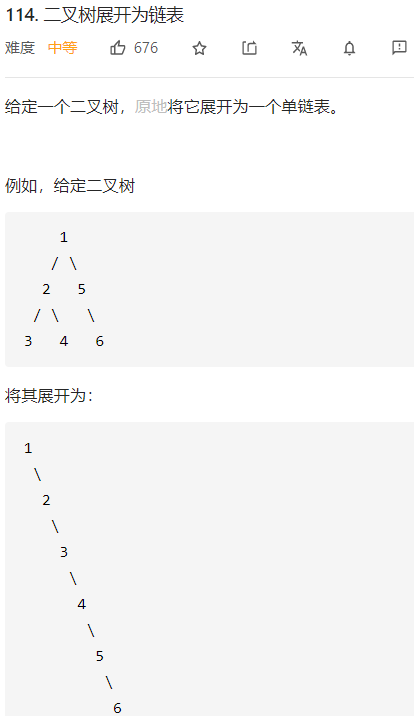 114. 二叉树展开为链表
难度 中等 676
给定一个二叉树，原地将它展开为一个单链表。
例如，给定二叉树
    1
   / \
  2   5
 / \   \
3   4   6
将其展开为：
1
 \
  2
   \
    3
     \
      4
       \
        5
         \
          6